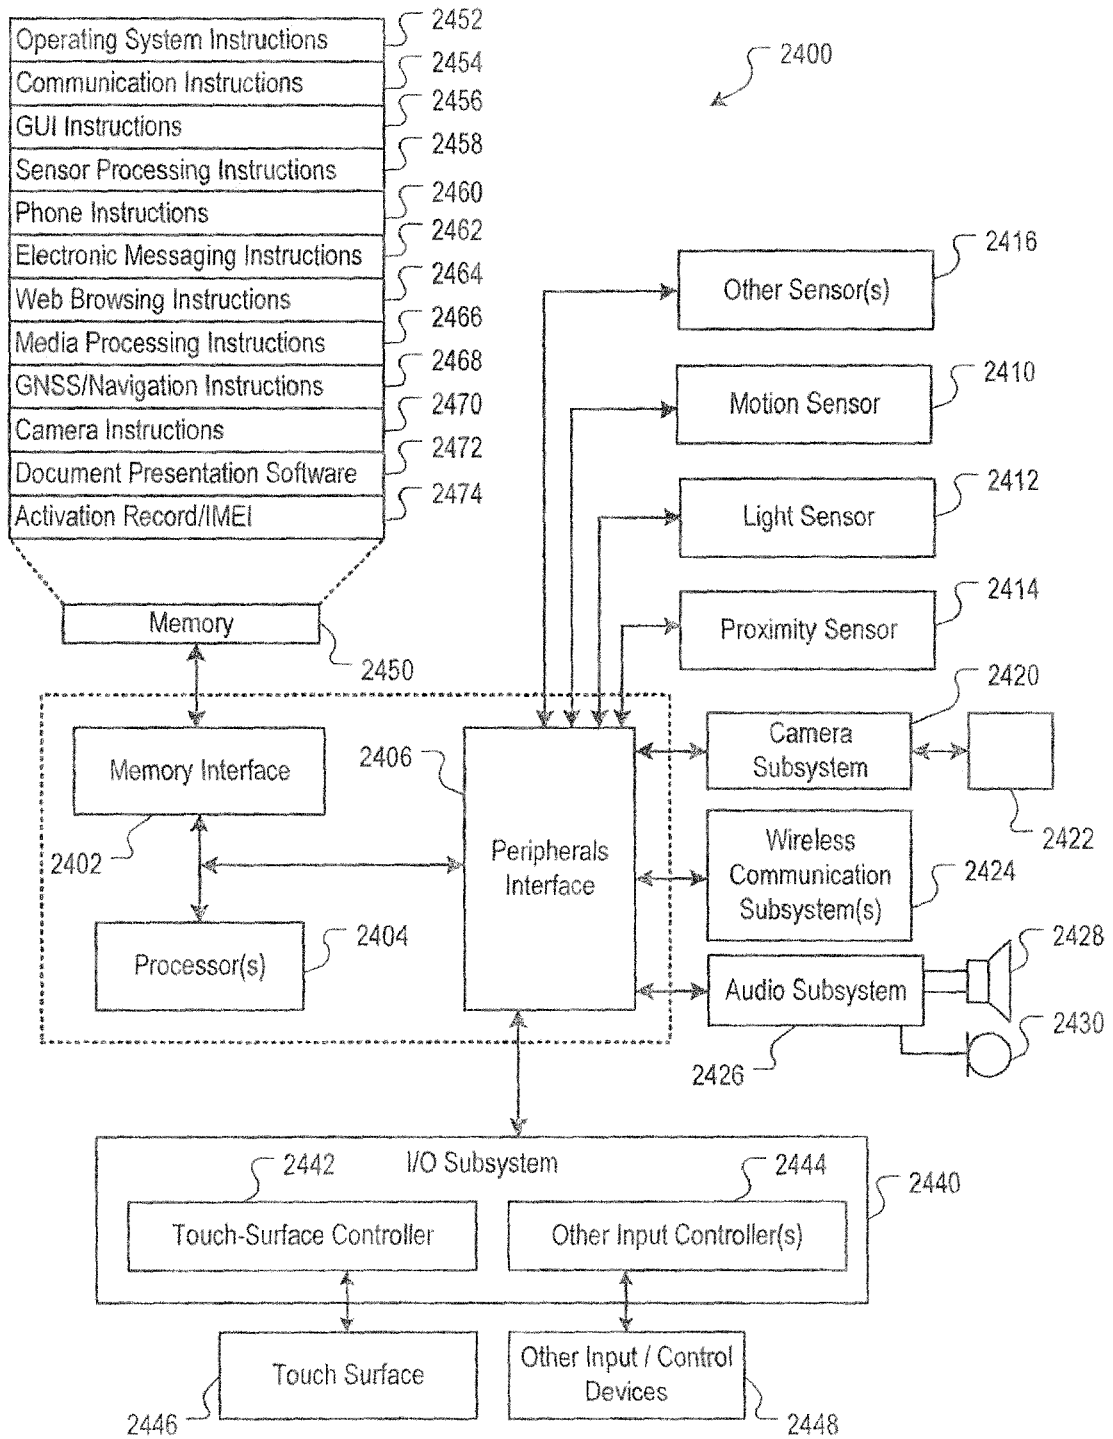 2452
Operating System Instructions
2454
Communication Instructions
2456
GUI Instructions
2458
Sensor Processing Instructions
2460
Phone Instructions
2462
Electronic Messaging Instructions
2464
Web Browsing Instructions
2466
Media Processing Instructions
2468
GNSS/Navigation Instructions
2470
Camera Instructions
2472
Document Presentation Software
2474
Activation Record/IMEI
Memory
2450
2400
2416
Other Sensor(s)
2410
Motion Sensor
2412
Light Sensor
2414
Proximity Sensor
2420
Camera
Subsystem
2422
Memory Interface
2402
2406
Peripherals
Interface
2404
Processor(s)
Wireless
Communication
Subsystem(s)
2424
2428
Audio Subsystem
2430
2426
I/O Subsystem
2442
2444
2440
Touch-Surface Controller
Other Input Controller(s)
Touch Surface
2446
Other Input / Control
Devices
2448